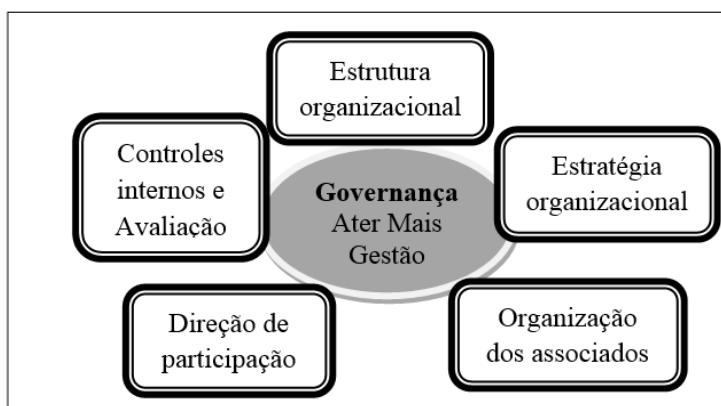 Estrutura
organizacional
Controles
internos e
Avaliação
Estratégia
organizacional
Governança
Ater Mais
Gestão
Direção de
participação
Organização
dos associados